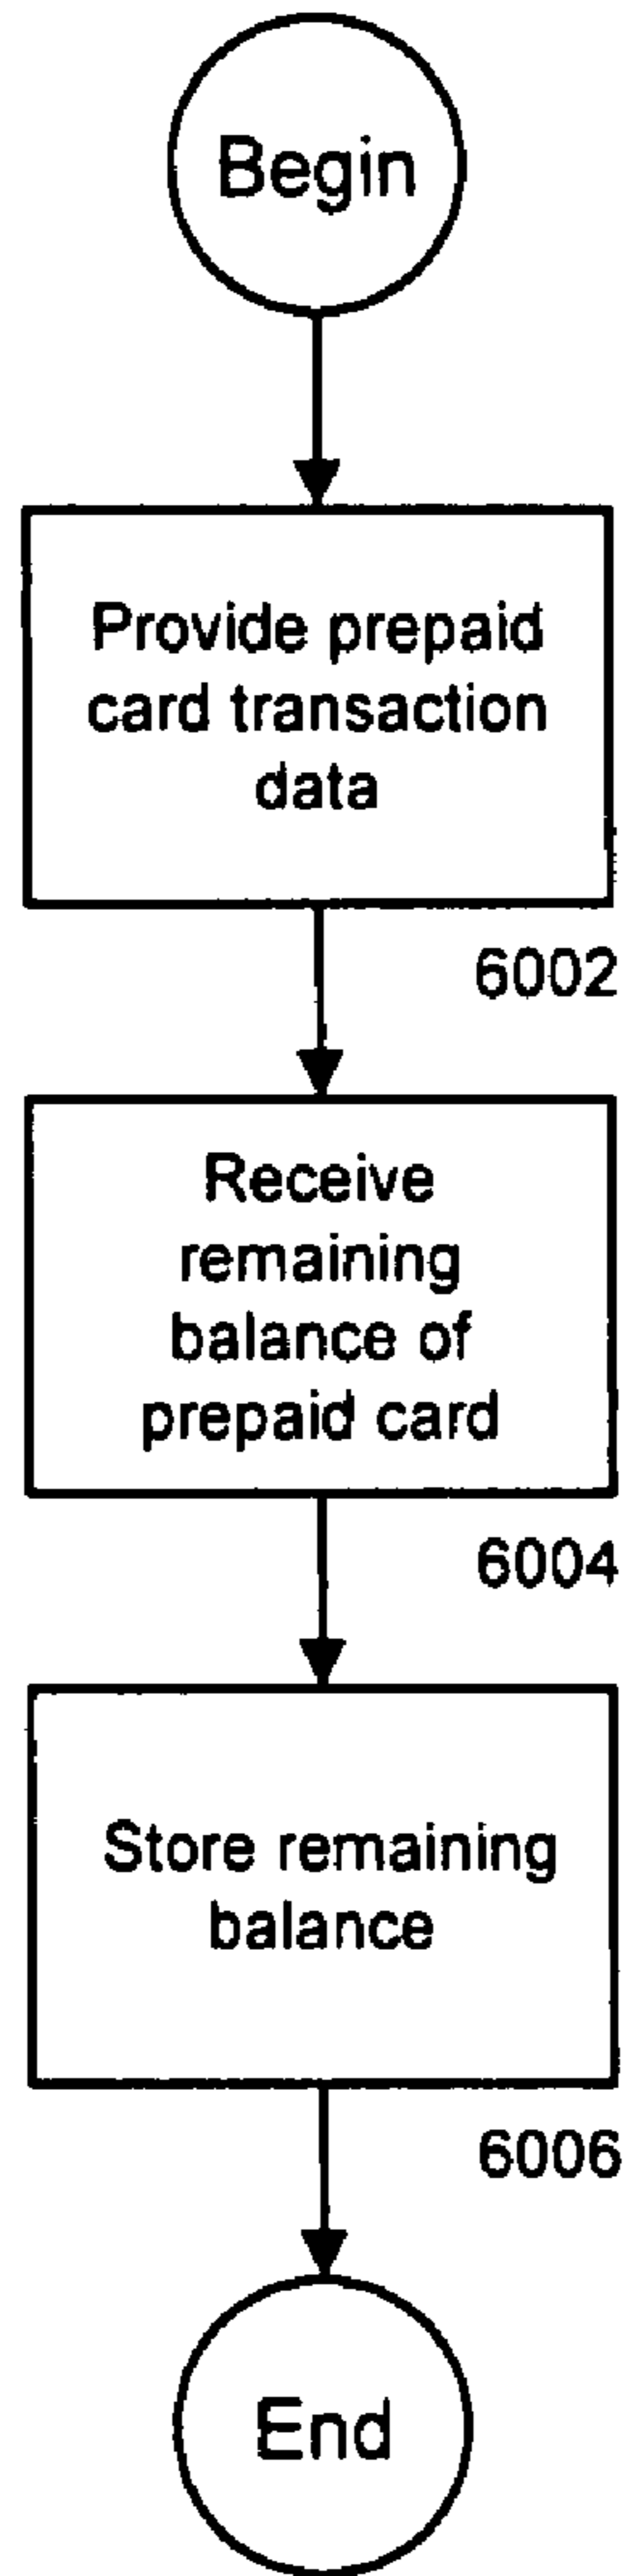 Begin
Provide prepaid
card transaction
data
6002
Receive
remaining
balance of
prepaid card
6004
Store remaining
balance
6006
End